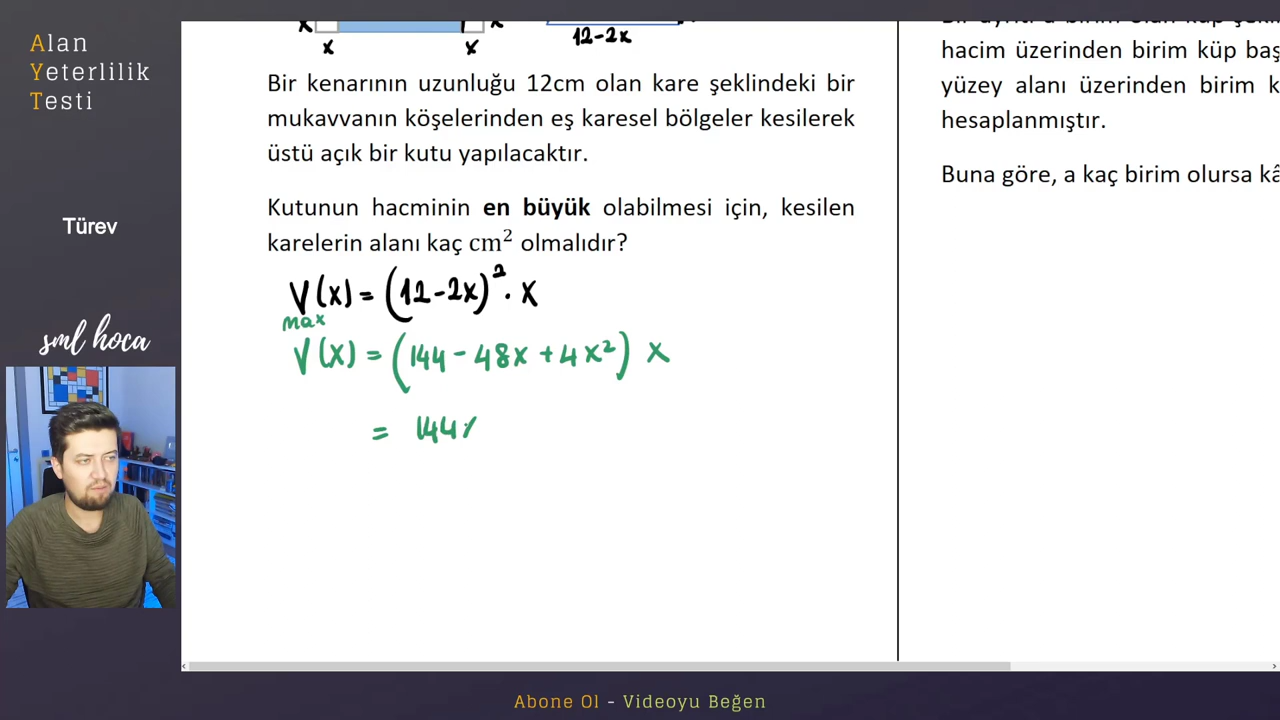 Alan
Yeterlilik
Testi
Türev
sml hoca
x
x
x
12-2x
Bir kenarının uzunluğu 12cm olan kare şeklindeki bir
mukavvanın köşelerinden eş karesel bölgeler kesilerek
üstü açık bir kutu yapılacaktır.
Kutunun hacminin en büyük olabilmesi için, kesilen
karelerin alanı kaç cm² olmalıdır?
V(x) = (12-2x)² · x
max
V(x) = (144 - 48x + 4x²) x
= 144x
hacim üzerinden birim küp baş
yüzey alanı üzerinden birim k
hesaplanmıştır.
Buna göre, a kaç birim olursa kâ
Abone Ol - Videoyu Beğen